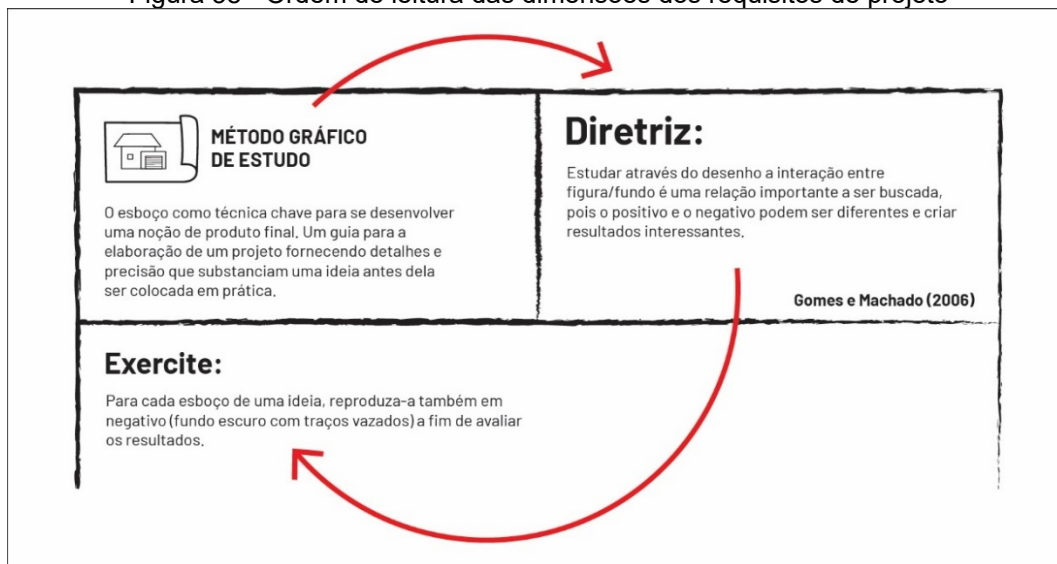 MÉTODO GRÁFICO
DE ESTUDO
O esboço como técnica chave para se desenvolver
uma noção de produto final. Um guia para a
elaboração de um projeto fornecendo detalhes e
precisão que substanciam uma ideia antes dela
ser colocada em prática.
Diretriz:
Estudar através do desenho a interação entre
figura/fundo é uma relação importante a ser buscada,
pois o positivo e o negativo podem ser diferentes e criar
resultados interessantes.
Gomes e Machado (2006)
Exercite:
Para cada esboço de uma ideia, reproduza-a também em
negativo (fundo escuro com traços vazados) a fim de avaliar
os resultados.